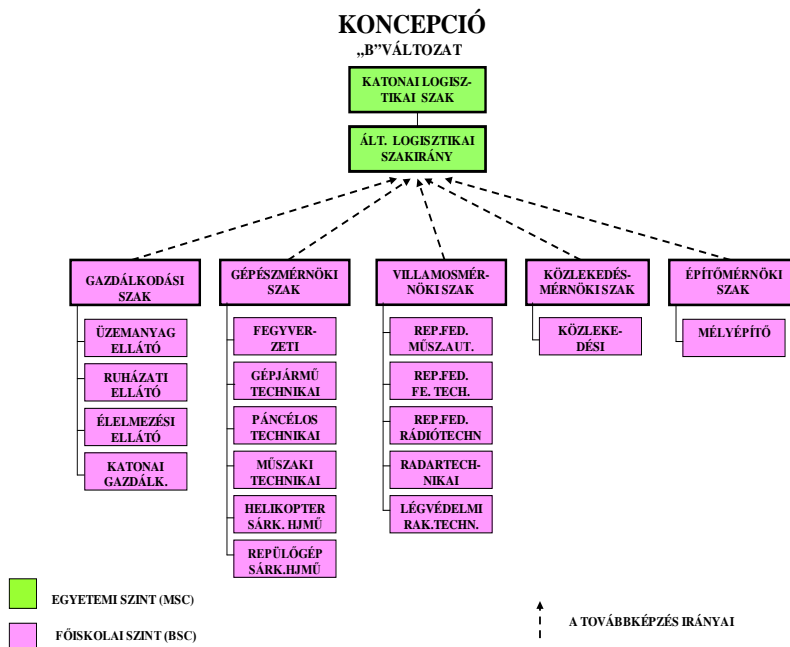 KONCEPCIÓ
„B”VÁLTOZAT
KATONAI LOGISZ-
TIKAI SZAK
ÁLT. LOGISZTIKAI
SZAKIRÁNY
GAZDÁLKODÁSI
SZAK
ÜZEMANYAG
ELLÁTÓ
RUHÁZATI
ELLÁTÓ
ÉLELMEZÉSI
ELLÁTÓ
KATONAI
GAZDÁLK.
GÉPÉSZMÉRNÖKI
SZAK
FEGYVER-
ZETI
GÉPJÁRMŰ
TECHNIKAI
PÁNCÉLOS
TECHNIKAI
MŰSZAKI
TECHNIKAI
HELIKOPTER
SÁRK. HJMŰ
REPÜLŐGÉP
SÁRK.HJMŰ
VILLAMOSMÉR-
NÖKI SZAK
REP.FED.
MŰSZ.AUT.
REP.FED.
FE. TECH.
REP.FED.
RÁDIÓTECHN
RADARTECH-
NIKAI
LÉGVÉDELMI
RAK.TECHN.
KÖZLEKEDÉS-
MÉRNÖKI SZAK
KÖZLEKE-
DÉSI
ÉPÍTŐMÉRNÖKI
SZAK
MÉLYÉPÍTŐ
EGYETEMI SZINT (MSC)
FŐISKOLAI SZINT (BSC)
A TOVÁBBKÉPZÉS IRÁNYAI